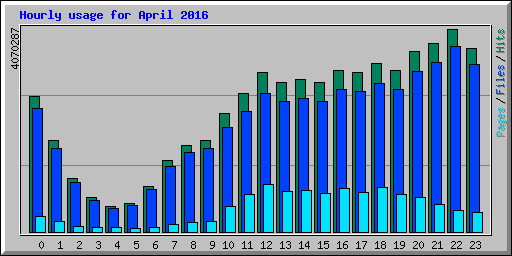 Hourly usage for April 2016
4070287
Pages/Files/Hits
0 1 2 3 4 5 6 7 8 9 10 11 12 13 14 15 16 17 18 19 20 21 22 23